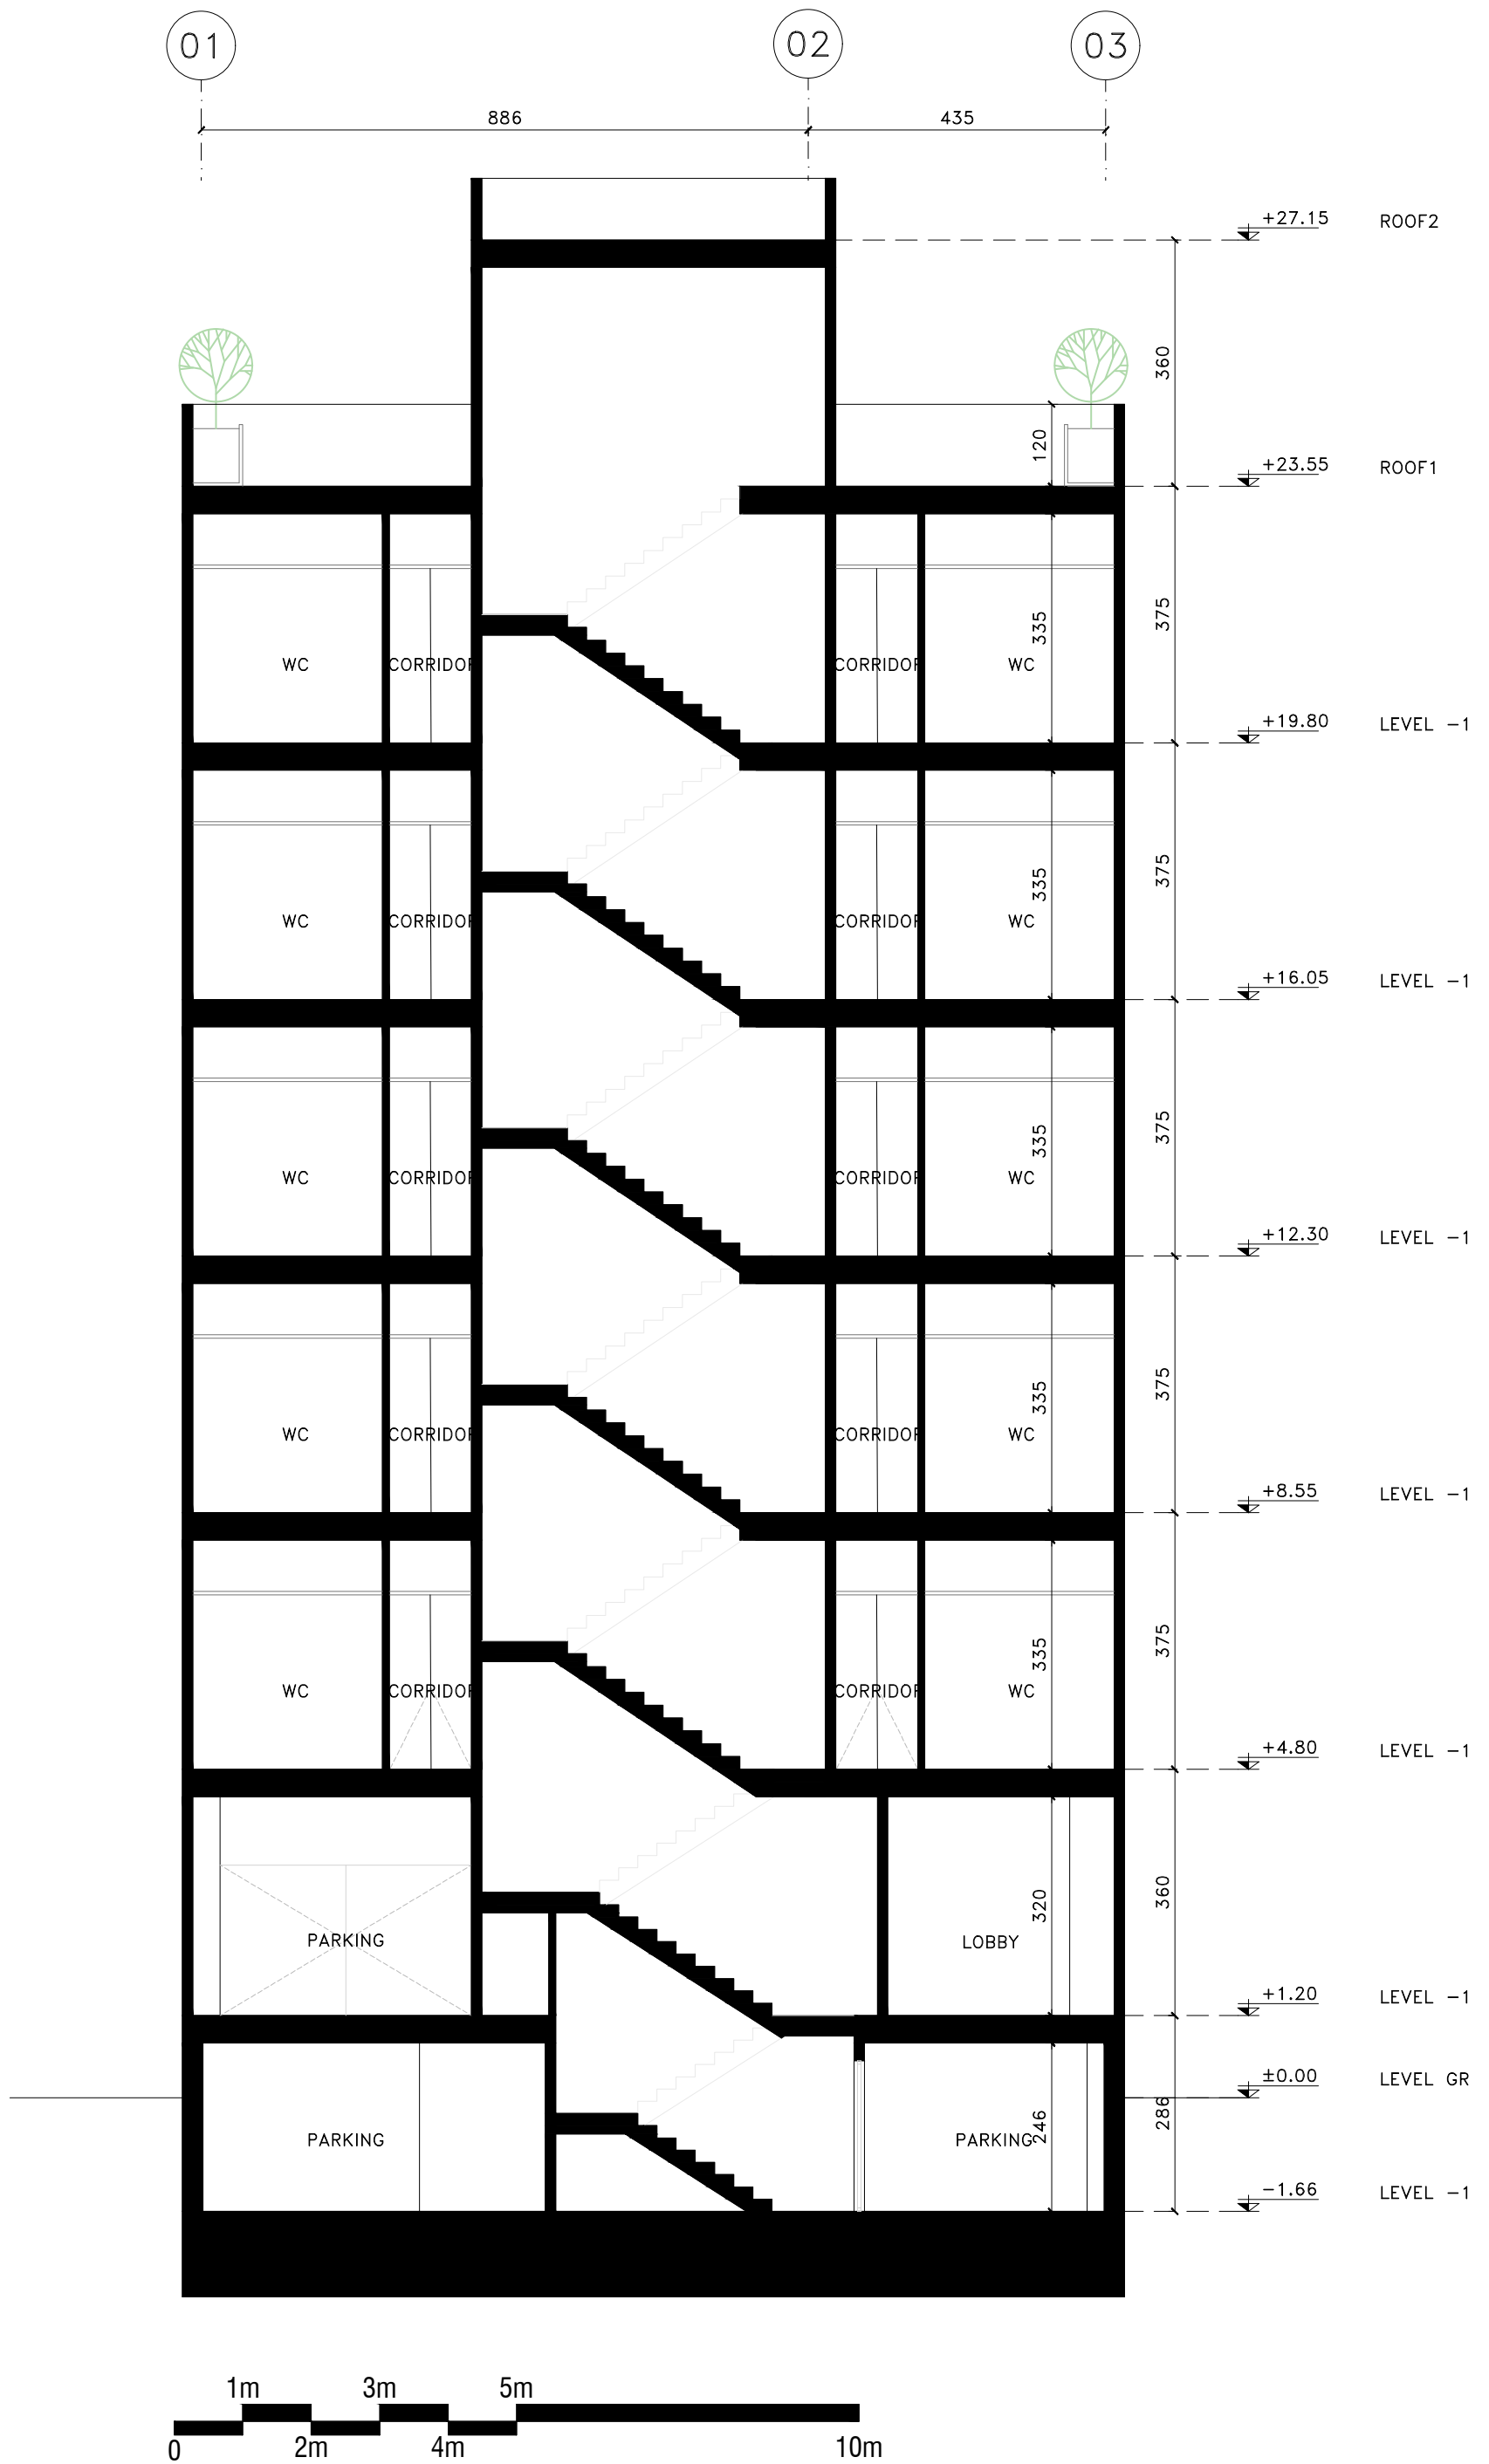 01
02
03
886
435
+27.15 ROOF2
360
120
+23.55 ROOF1
335
375
WC
CORRIDOR
CORRIDOR
WC
+19.80 LEVEL -1
335
375
WC
CORRIDOR
CORRIDOR
WC
+16.05 LEVEL -1
335
375
WC
CORRIDOR
CORRIDOR
WC
+12.30 LEVEL -1
335
375
WC
CORRIDOR
CORRIDOR
WC
+8.55 LEVEL -1
335
375
WC
CORRIDOR
CORRIDOR
WC
+4.80 LEVEL -1
320
360
PARKING
LOBBY
+1.20 LEVEL -1
±0.00 LEVEL GR
246
286
PARKING
PARKING
-1.66 LEVEL -1
1m
3m
5m
0
2m
4m
10m